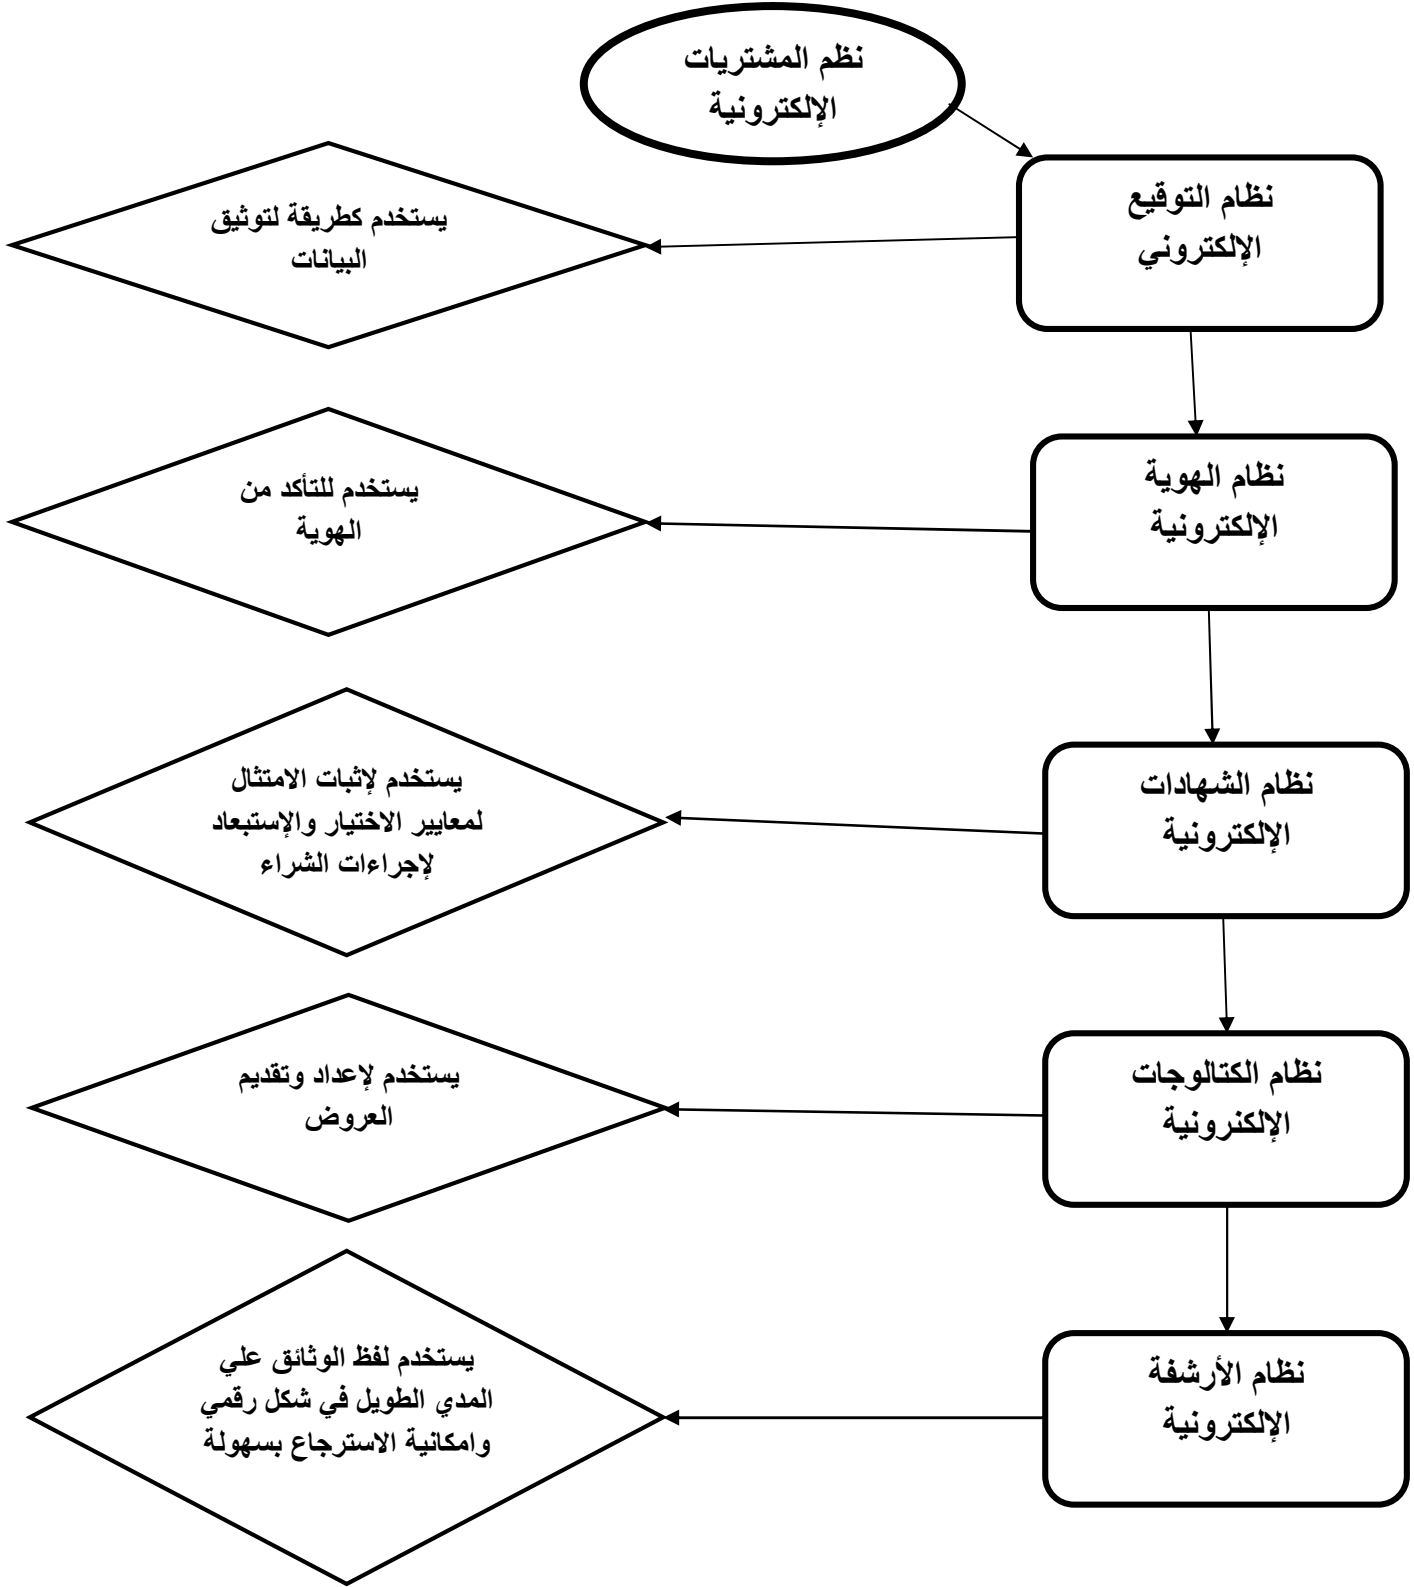 نظم المشتريات
الإلكترونية
نظام التوقيع
الإلكتروني
يستخدم كطريقة لتوثيق
البيانات
نظام الهوية
الإلكترونية
يستخدم للتأكد من
الهوية
نظام الشهادات
الإلكترونية
يستخدم لإثبات الامتثال
لمعايير الاختيار والإستبعاد
لإجراءات الشراء
نظام الكتالوجات
الإلكنرونية
يستخدم لإعداد وتقديم
العروض
نظام الأرشفة
الإلكترونية
يستخدم لفظ الوثائق علي
المدي الطويل في شكل رقمي
وامكانية الاسترجاع بسهولة